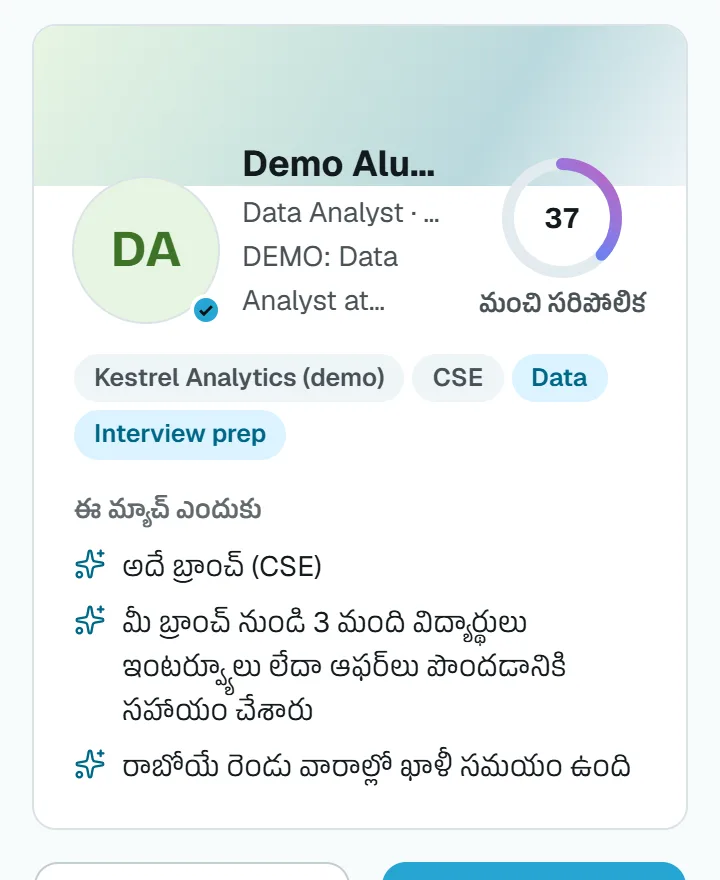 Demo Alu...
Data Analyst · ...
DEMO: Data
Analyst at...
DA
37
మంచి సరిపోలిక
Kestrel Analytics (demo)
CSE
Data
Interview prep
ఈ మ్యాచ్ ఎందుకు
అదే బ్రాంచ్ (CSE)
మీ బ్రాంచ్ నుండి 3 మంది విద్యార్థులు
ఇంటర్వ్యూలు లేదా ఆఫర్‌లు పొందడానికి
సహాయం చేశారు
రాబోయే రెండు వారాల్లో ఖాళీ సమయం ఉంది